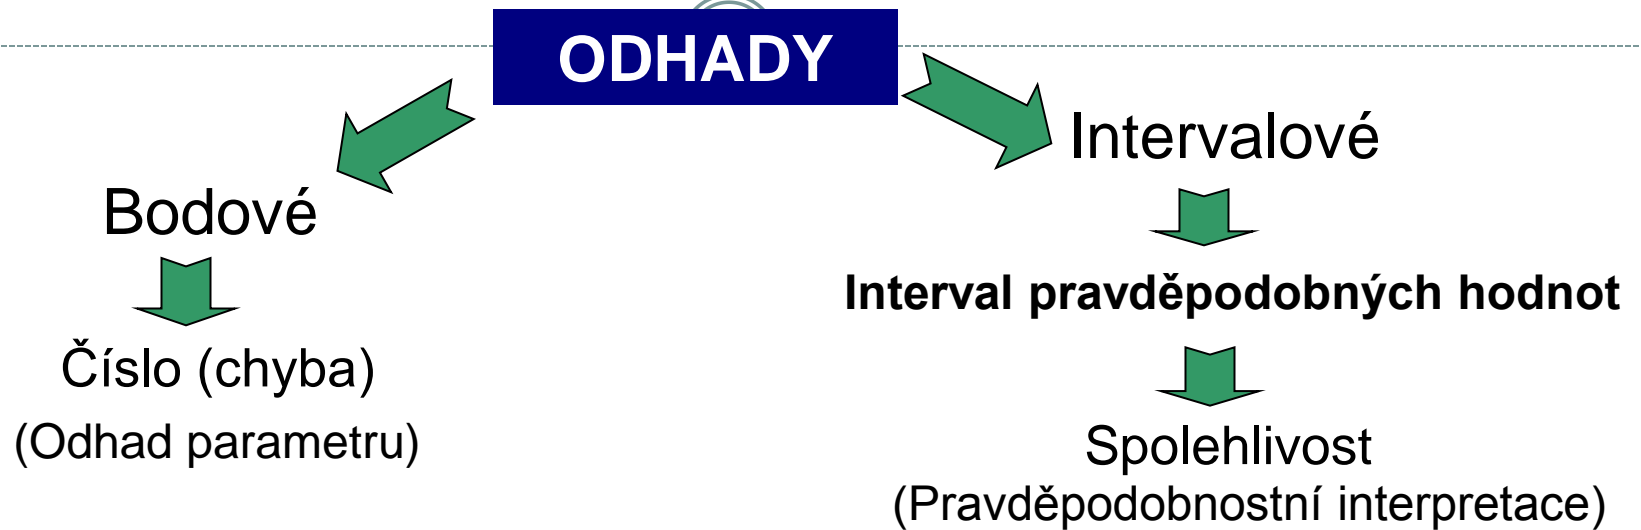 ODHADY
Bodové
Číslo (chyba)
(Odhad parametru)
Intervalové
Interval pravděpodobných hodnot
Spolehlivost
(Pravděpodobnostní interpretace)